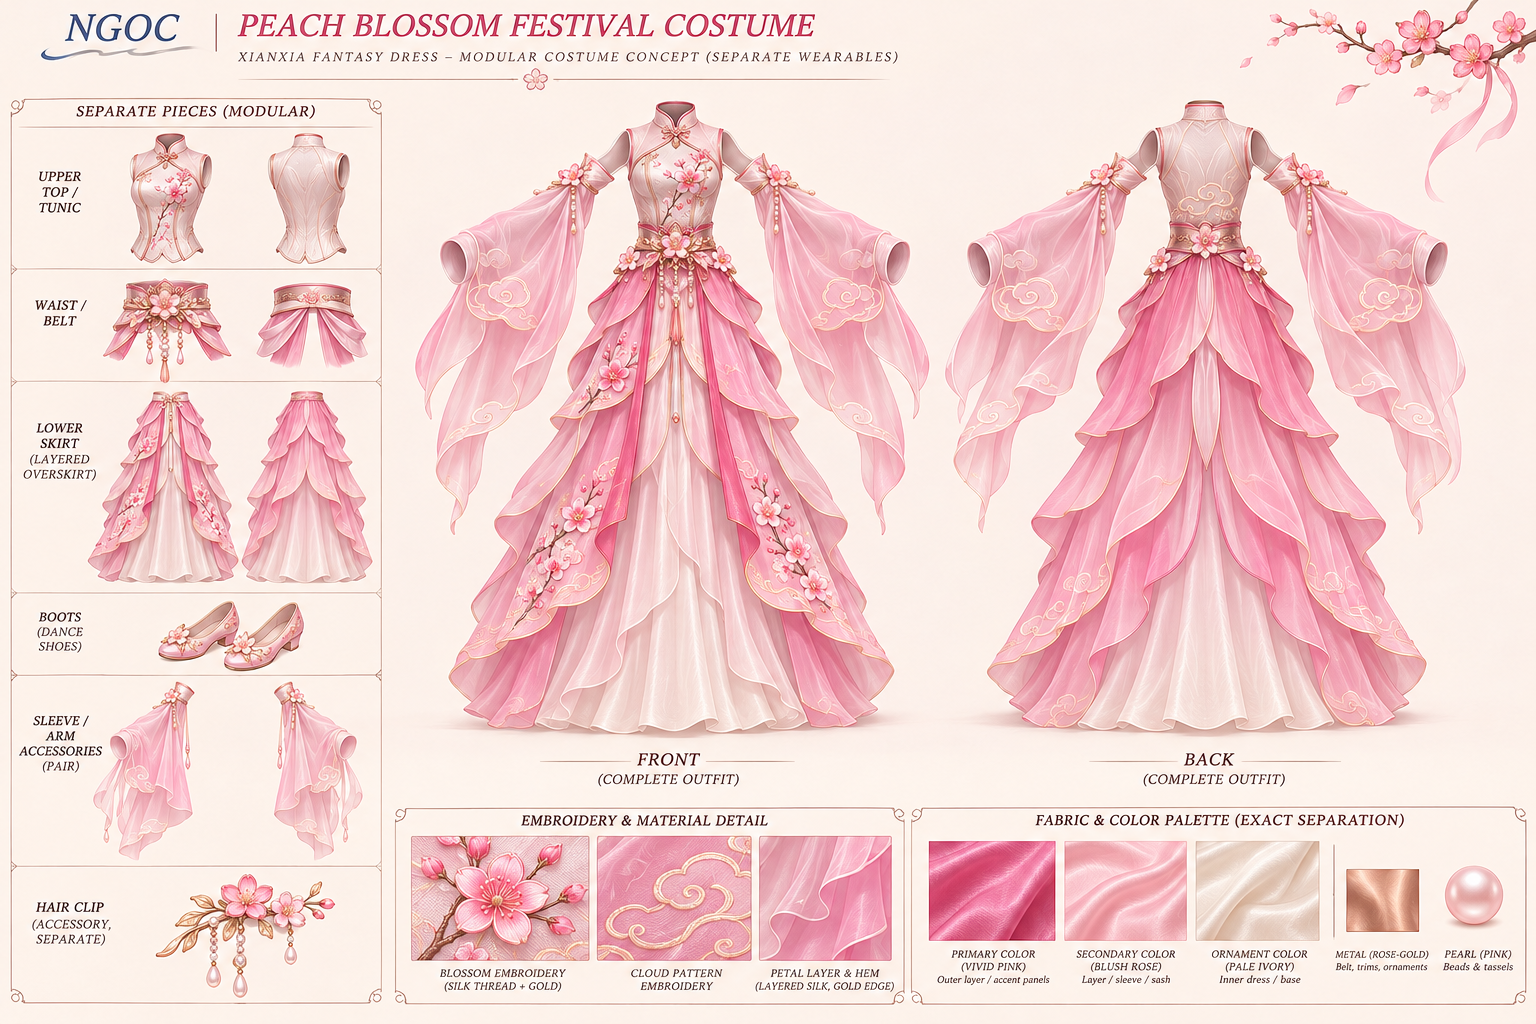 NGOC
PEACH BLOSSOM FESTIVAL COSTUME
XIANXIA FANTASY DRESS – MODULAR COSTUME CONCEPT (SEPARATE WEARABLES)
SEPARATE PIECES (MODULAR)
UPPER
TOP /
TUNIC
WAIST /
BELT
LOWER
SKIRT
(LAYERED
OVERSKIRT)
BOOTS
(DANCE
SHOES)
SLEEVE /
ARM
ACCESSORIES
(PAIR)
HAIR CLIP
(ACCESSORY,
SEPARATE)
FRONT
(COMPLETE OUTFIT)
BACK
(COMPLETE OUTFIT)
EMBROIDERY & MATERIAL DETAIL
BLOSSOM EMBROIDERY
(SILK THREAD + GOLD)
CLOUD PATTERN
EMBROIDERY
PETAL LAYER & HEM
(LAYERED SILK, GOLD EDGE)
FABRIC & COLOR PALETTE (EXACT SEPARATION)
PRIMARY COLOR
(VIVID PINK)
Outer layer / accent panels
SECONDARY COLOR
(BLUSH ROSE)
Layer / sleeve / sash
ORNAMENT COLOR
(PALE IVORY)
Inner dress / base
METAL (ROSE-GOLD)
Belt, trims, ornaments
PEARL (PINK)
Beads & tassels